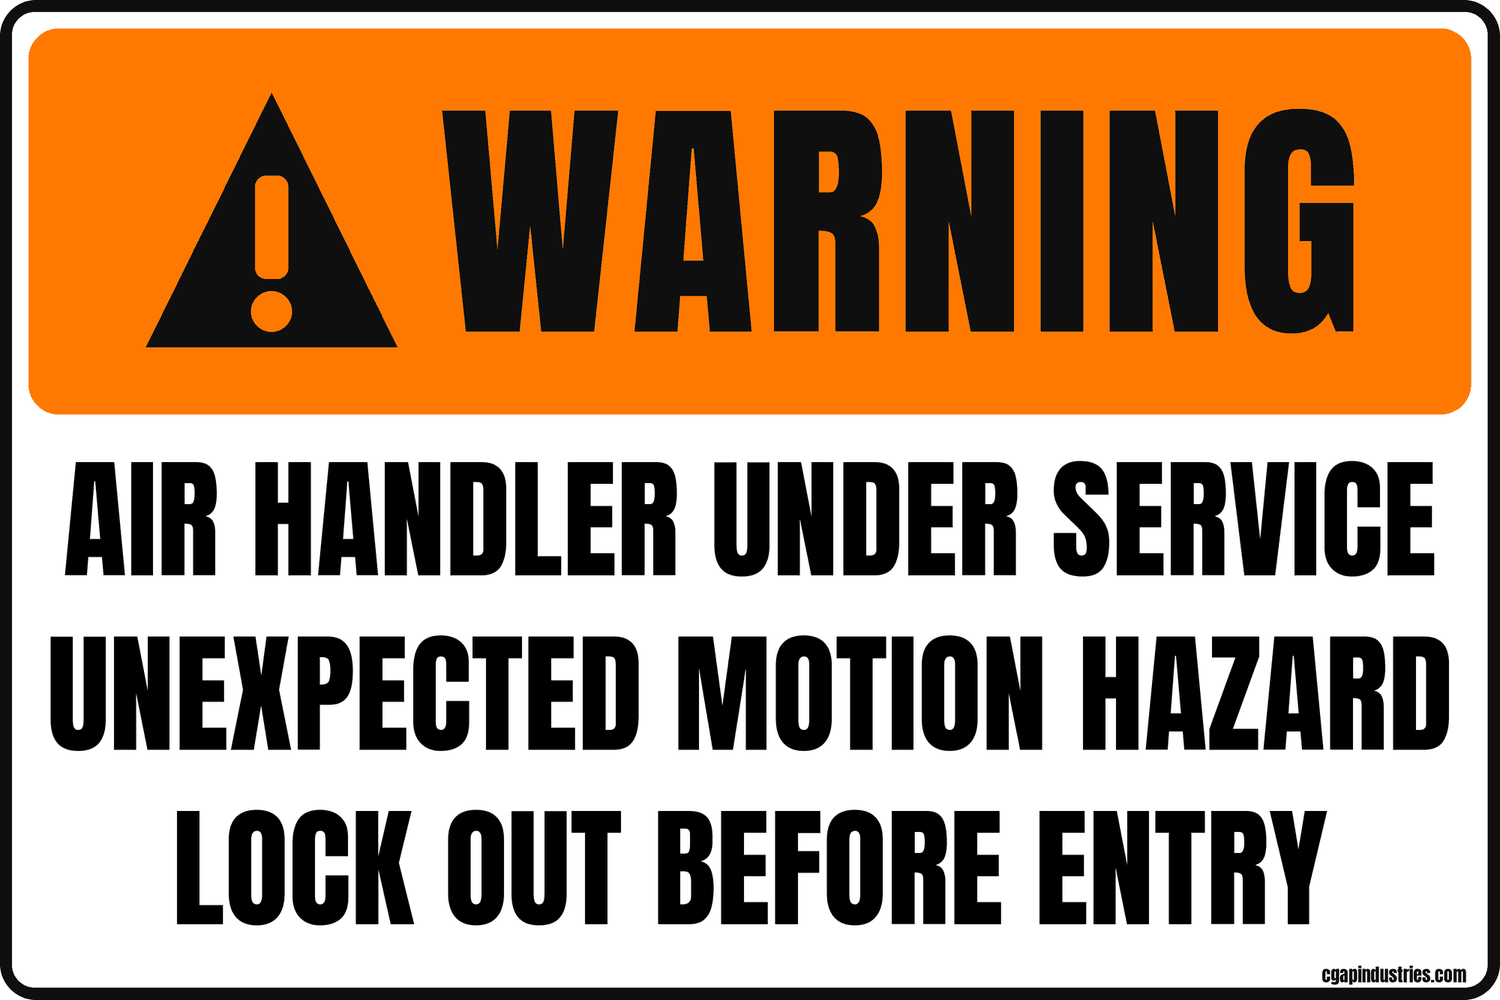 WARNING
AIR HANDLER UNDER SERVICE
UNEXPECTED MOTION HAZARD
LOCK OUT BEFORE ENTRY
cgapindustries.com